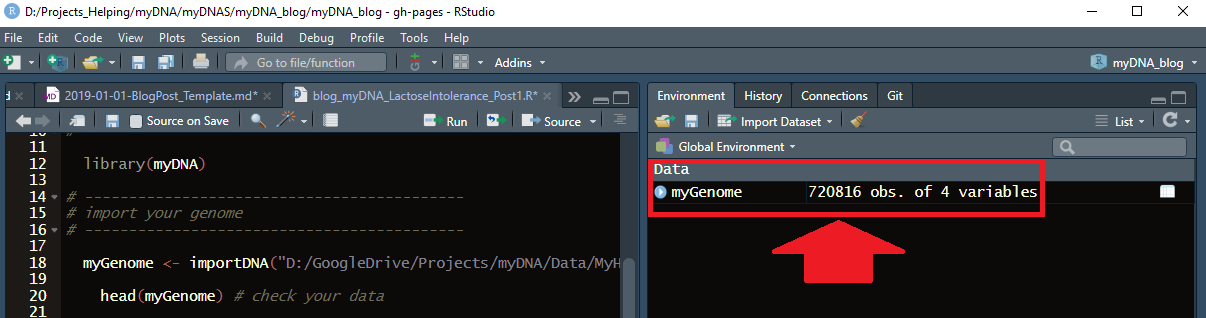 D:/Projects_Helping/myDNA/myDNAS/myDNA_blog/myDNA_blog - gh-pages - RStudio
File Edit Code View Plots Session Build Debug Profile Tools Help
Go to file/function Addins myDNA_blog
d 2019-01-01-BlogPost_Template.md* blog_myDNA_LactoseIntolerance_Post1.R*
Source on Save Run Source
11
12 library(myDNA)
13
14 # -------------------------------------------
15 # import your genome
16 # -------------------------------------------
17
18 myGenome <- importDNA("D:/GoogleDrive/Projects/myDNA/Data/MyH
19
20 head(myGenome) # check your data
21
Environment History Connections Git
Import Dataset List
Global Environment
Data
myGenome 720816 obs. of 4 variables